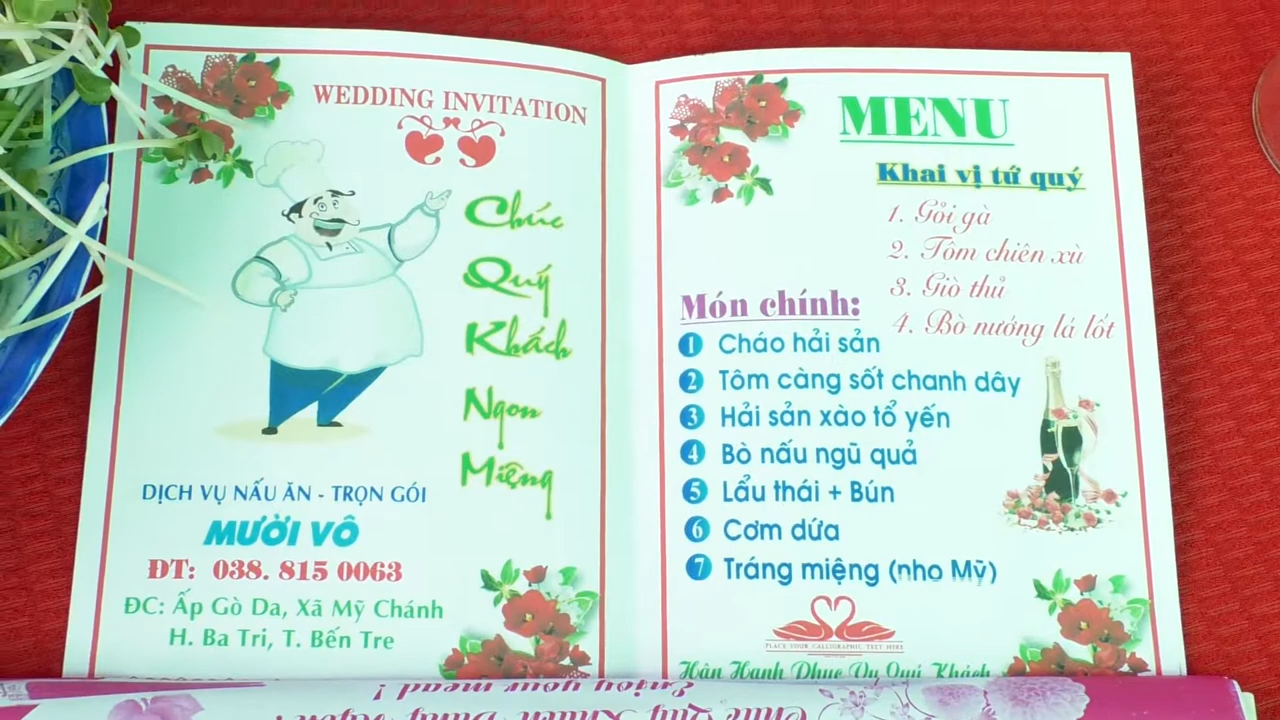 WEDDING INVITATION
Chúc
Quý
Khách
Ngon
Miệng
DỊCH VỤ NẤU ĂN - TRỌN GÓI
MƯỜI VÔ
ĐT: 038. 815 0063
ĐC: Ấp Gò Da, Xã Mỹ Chánh
H. Ba Tri, T. Bến Tre
MENU
Khai vị tứ quý
1. Gỏi gà
2. Tôm chiên xù
3. Giò thủ
4. Bò nướng lá lốt
Món chính:
1 Cháo hải sản
2 Tôm càng sốt chanh dây
3 Hải sản xào tổ yến
4 Bò nấu ngũ quả
5 Lẩu thái + Bún
6 Cơm dứa
7 Tráng miệng (nho Mỹ)
PLACE YOUR CALLIGRAPHIC TEXT HERE
Hân Hạnh Phục Vụ Quý Khách
Enjoy your mead !